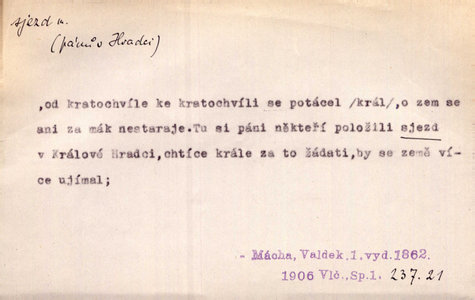 sjezd u.
(pánů v Hradci)
,od kratochvíle ke kratochvíli se potácel /král/,o zem se
ani za mák nestaraje.Tu si páni někteří položili sjezd
v Králové Hradci,chtíce krále za to žádati,by se země ví-
ce ujímal;
- Mácha, Valdek.1.vyd.1862.
1906 Vlč.,Sp.1. 237.21